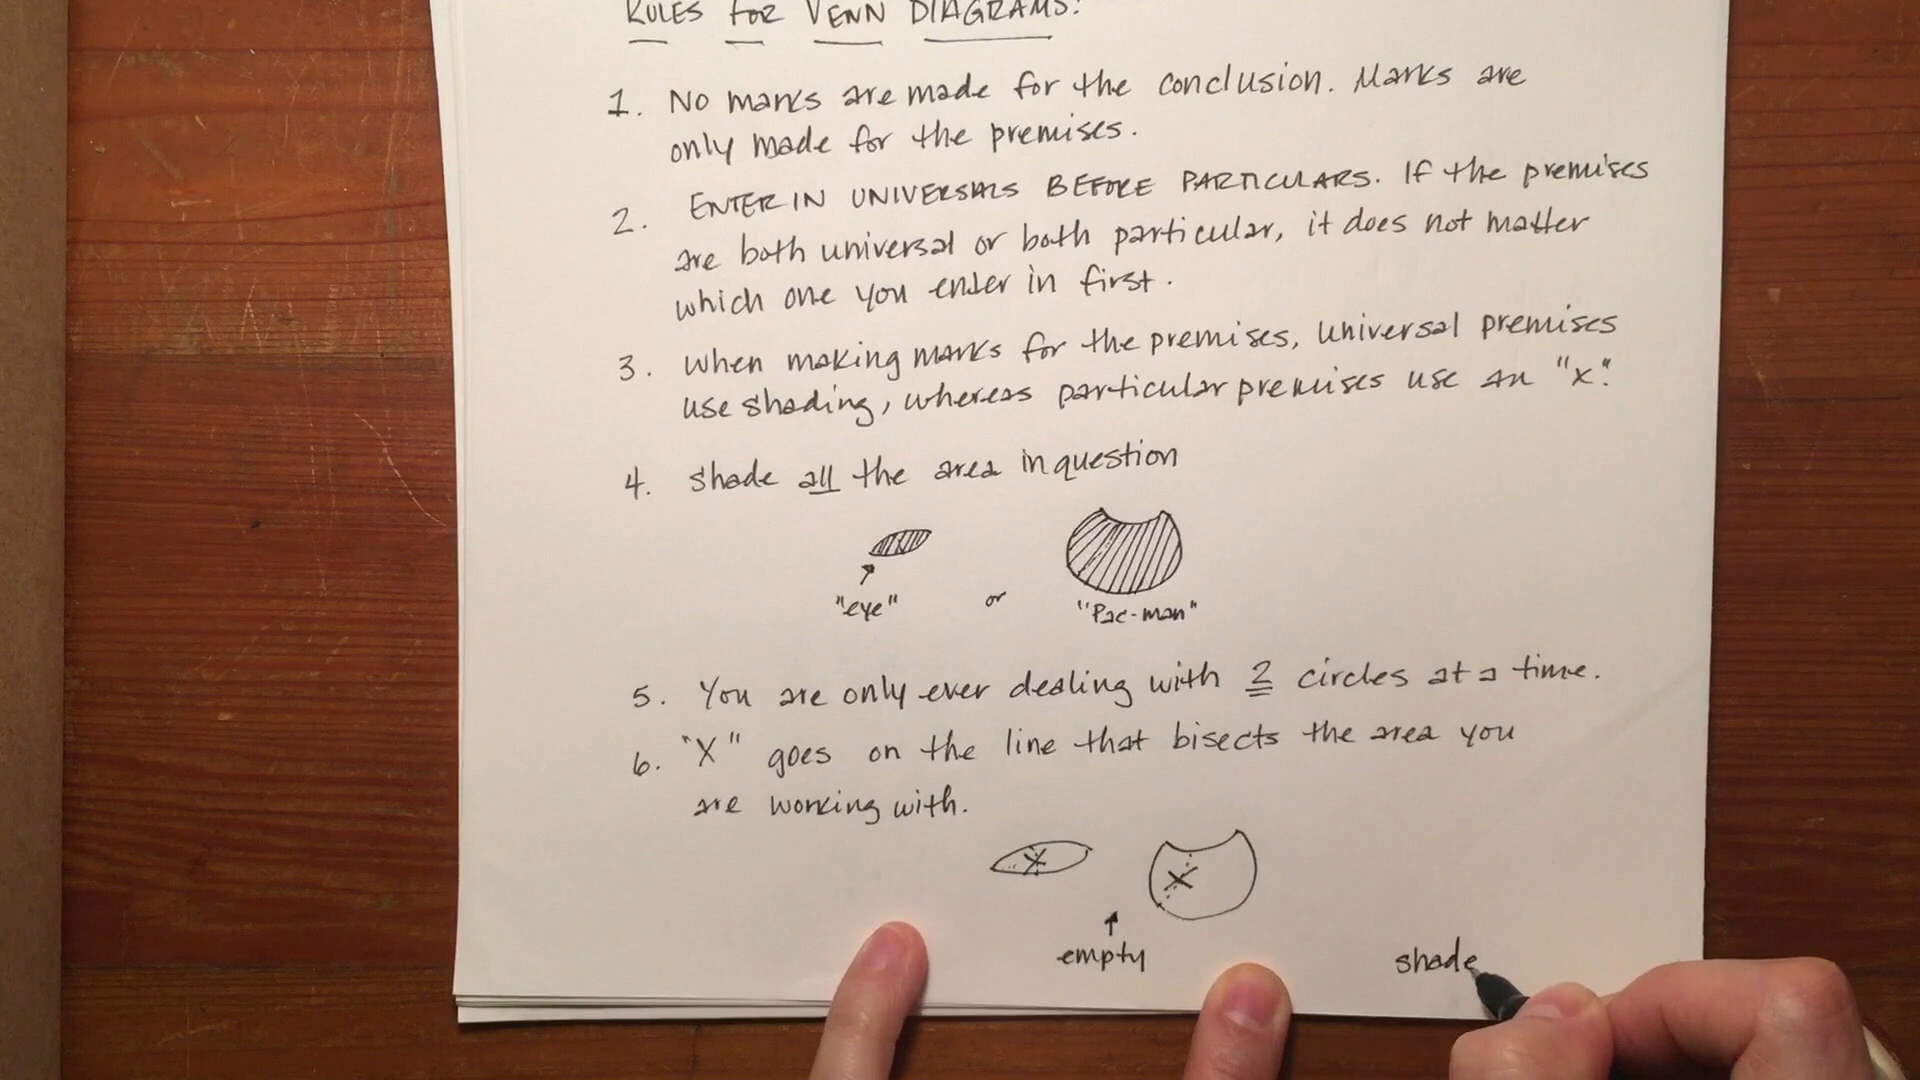 RULES FOR VENN DIAGRAMS:
1. No marks are made for the conclusion. Marks are
only made for the premises.
2. ENTER IN UNIVERSALS BEFORE PARTICULARS. If the premises
are both universal or both particular, it does not matter
which one you enter in first.
3. When making marks for the premises, universal premises
use shading, whereas particular premises use an "x".
4. Shade all the area in question
"eye" or "Pac-man"
5. You are only ever dealing with 2 circles at a time.
6. "X" goes on the line that bisects the area you
are working with.
X X
empty shade